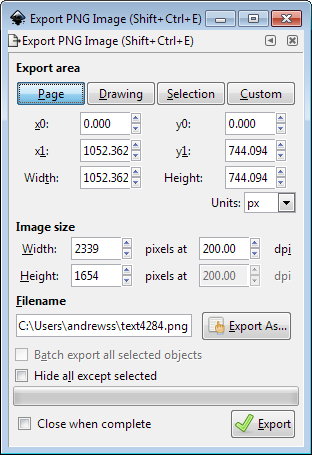 Export PNG Image (Shift+Ctrl+E)
Export PNG Image (Shift+Ctrl+E)
Export area
Page Drawing Selection Custom
x0: 0.000 y0: 0.000
x1: 1052.362 y1: 744.094
Width: 1052.362 Height: 744.094
Units: px
Image size
Width: 2339 pixels at 200.00 dpi
Height: 1654 pixels at 200.00 dpi
Filename
C:\Users\andrewss\text4284.png Export As...
Batch export all selected objects
Hide all except selected
Close when complete Export